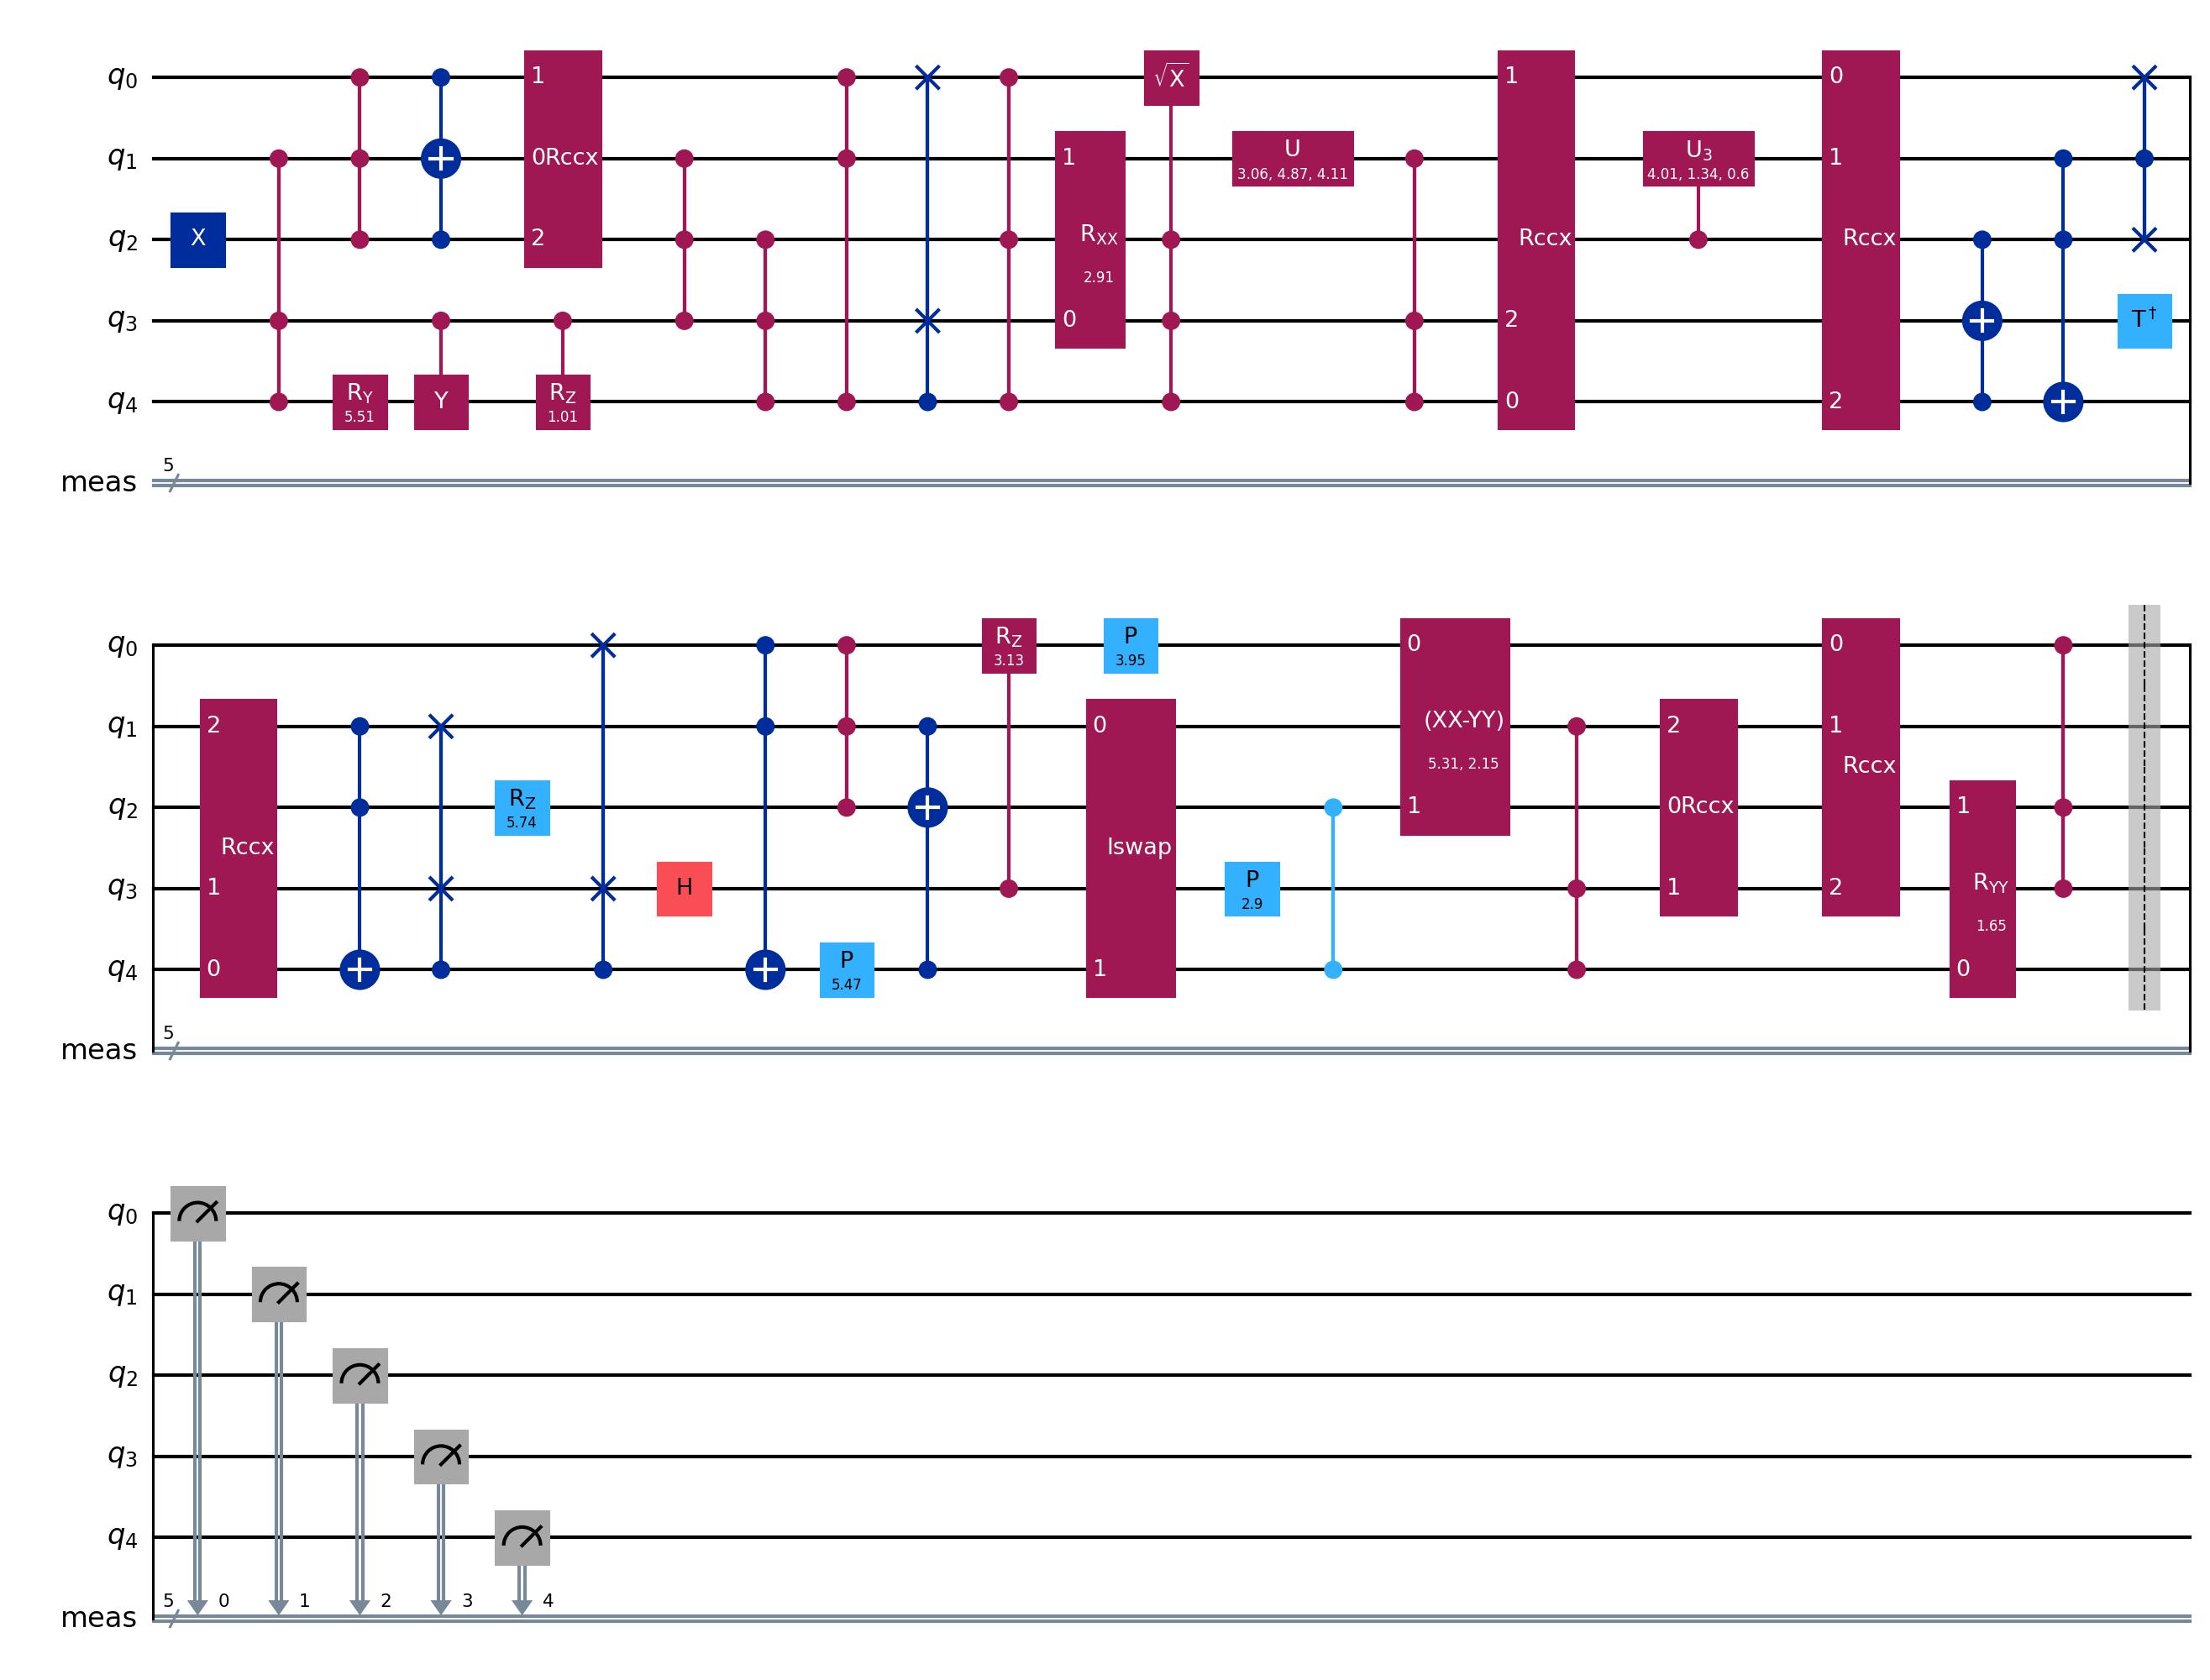 q0 1 √X 1 0
q1 0Rccx 1 U 3.06, 4.87, 4.11 U3 4.01, 1.34, 0.6 1
q2 X 2 RXX 2.91 Rccx Rccx
q3 0 2 T†
q4 RY 5.51 Y RZ 1.01 0 2
meas 5
q0 RZ 3.13 P 3.95 0 0
q1 2 0 (XX-YY) 5.31, 2.15 2 1
q2 RZ 5.74 1 0Rccx Rccx 1
Rccx Iswap
q3 1 H P 2.9 1 2 RYY 1.65
q4 0 P 5.47 1 0
meas 5
q0
q1
q2
q3
q4
meas 5 0 1 2 3 4